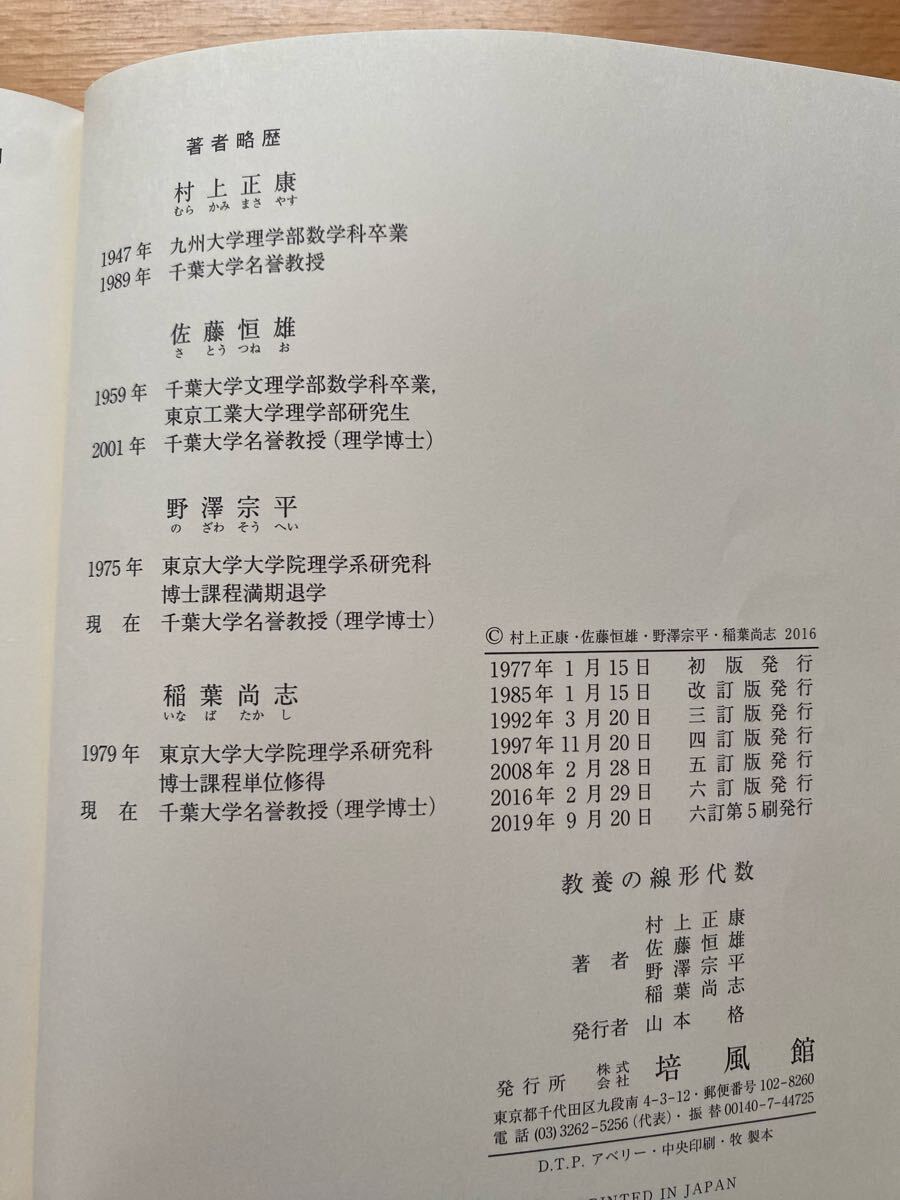 著者略歴
村上正康
むら かみ まさ やす
1947年 九州大学理学部数学科卒業
1989年 千葉大学名誉教授
佐藤恒雄
さ とう つね お
1959年 千葉大学文理学部数学科卒業,
東京工業大学理学部研究生
2001年 千葉大学名誉教授(理学博士)
野澤宗平
の ざわ そう へい
1975年 東京大学大学院理学系研究科
博士課程満期退学
現在 千葉大学名誉教授(理学博士)
稲葉尚志
いな ば たか し
1979年 東京大学大学院理学系研究科
博士課程単位修得
現在 千葉大学名誉教授(理学博士)
© 村上正康・佐藤恒雄・野澤宗平・稲葉尚志 2016
1977年 1月15日 初版発行
1985年 1月15日 改訂版発行
1992年 3月20日 三訂版発行
1997年11月20日 四訂版発行
2008年 2月28日 五訂版発行
2016年 2月29日 六訂版発行
2019年 9月20日 六訂第5刷発行
教養の線形代数
村上正康
佐藤恒雄
著者
野澤宗平
稲葉尚志
発行者 山本 格
発行所 株式会社 培風館
東京都千代田区九段南4-3-12・郵便番号102-8260
電話(03)3262-5256(代表)・振替00140-7-44725
D.T.P. アベリー・中央印刷・牧 製本
PRINTED IN JAPAN